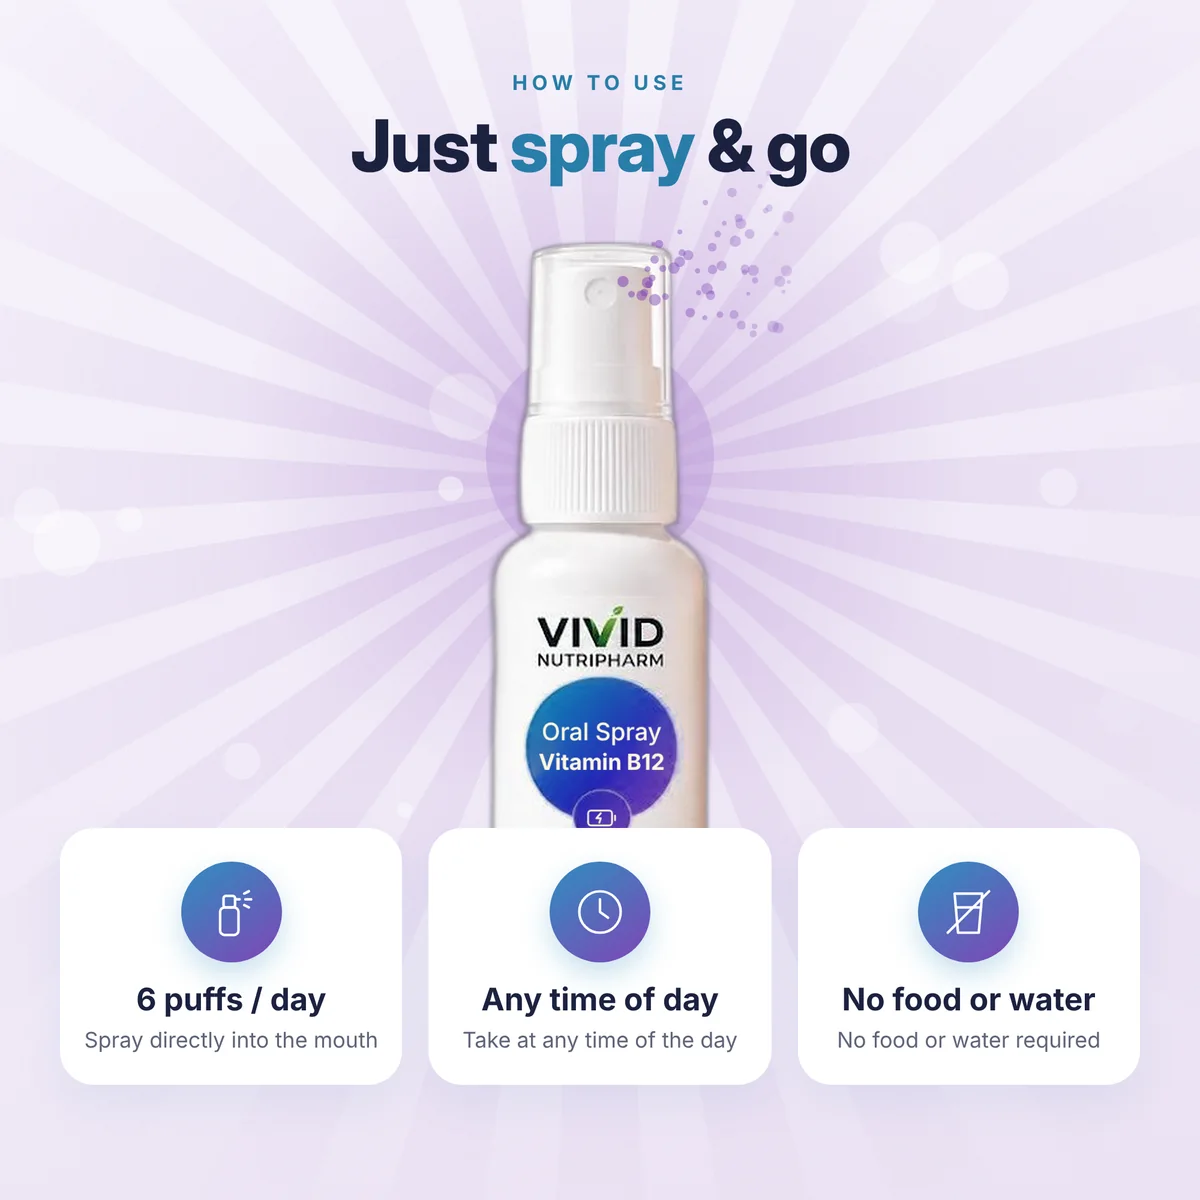 HOW TO USE
Just spray & go
VIVID
NUTRIPHARM
Oral Spray
Vitamin B12
6 puffs / day
Spray directly into the mouth
Any time of day
Take at any time of the day
No food or water
No food or water required